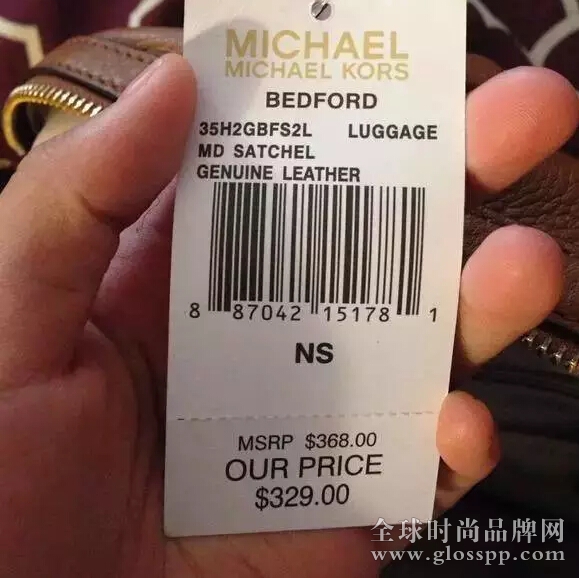 MICHAEL
MICHAEL KORS
BEDFORD
35H2GBFS2L LUGGAGE
MD SATCHEL
GENUINE LEATHER
8 87042 15178 1
NS
MSRP $368.00
OUR PRICE
$329.00
全球时尚品牌网
www.glosspp.com